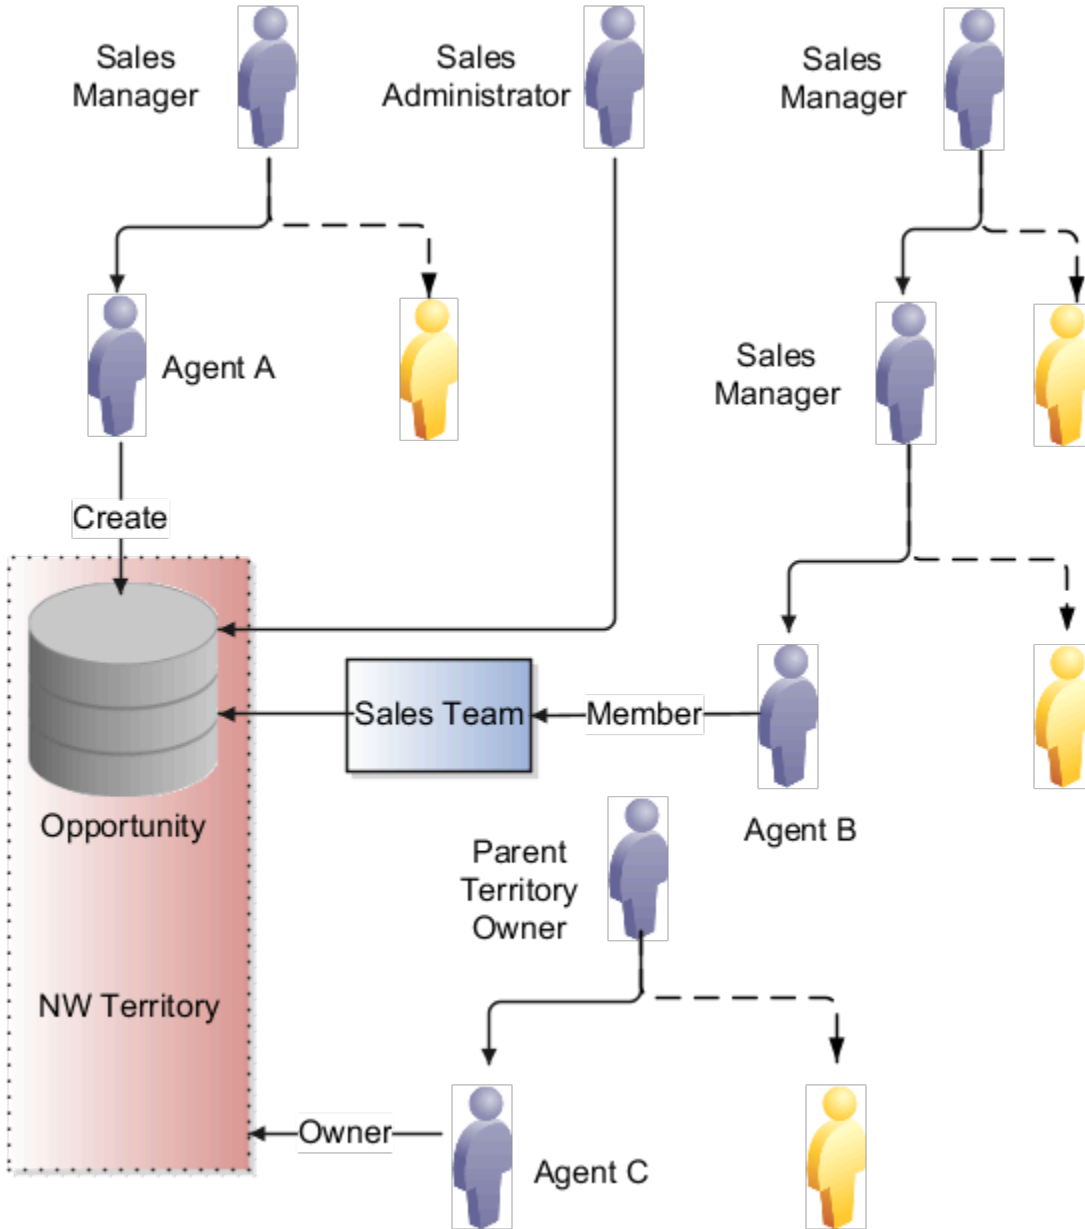 Sales
Manager
Sales
Administrator
Sales
Manager
Agent A
Sales
Manager
Create
Sales Team
Member
Opportunity
Agent B
Parent
Territory
Owner
NW Territory
Owner
Agent C